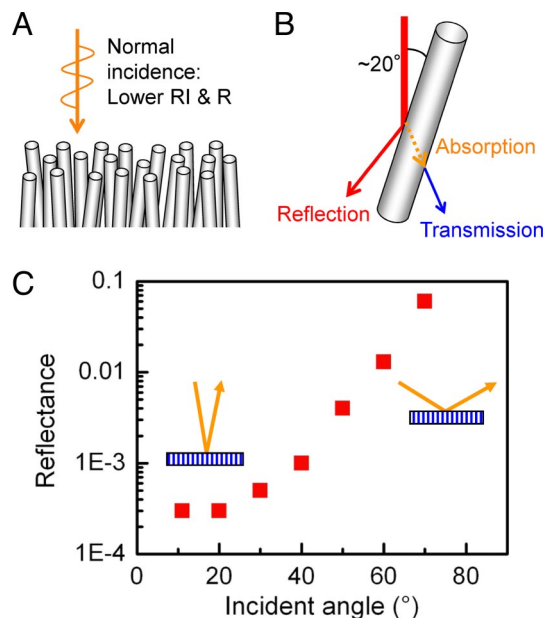 A
Normal
incidence:
Lower RI & R
B
~20°
Absorption
Reflection
Transmission
C
0.1
0.01
1E-3
1E-4
Reflectance
0 20 40 60 80
Incident angle (°)